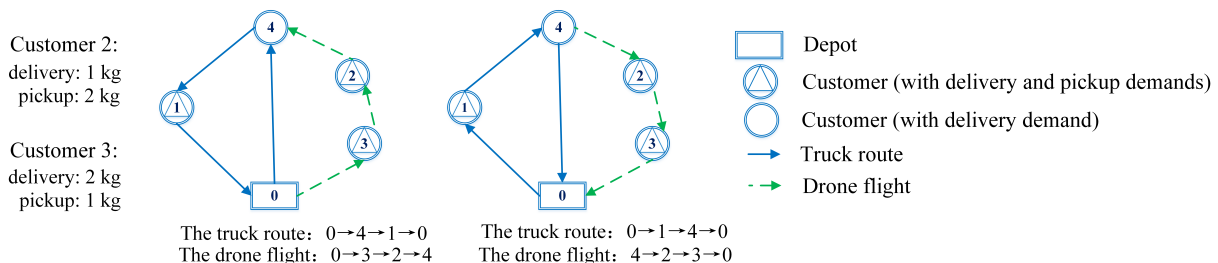 Customer 2:
delivery: 1 kg
pickup: 2 kg
Customer 3:
delivery: 2 kg
pickup: 1 kg
4
2
1
3
0
The truck route: 0→4→1→0
The drone flight: 0→3→2→4
4
2
1
3
0
The truck route: 0→1→4→0
The drone flight: 4→2→3→0
Depot
Customer (with delivery and pickup demands)
Customer (with delivery demand)
Truck route
Drone flight